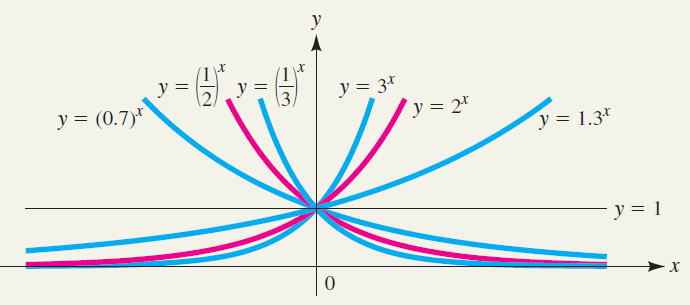 y
y = (1/2)^x
y = (1/3)^x
y = 3^x
y = 2^x
y = (0.7)^x
y = 1.3^x
y = 1
x
0